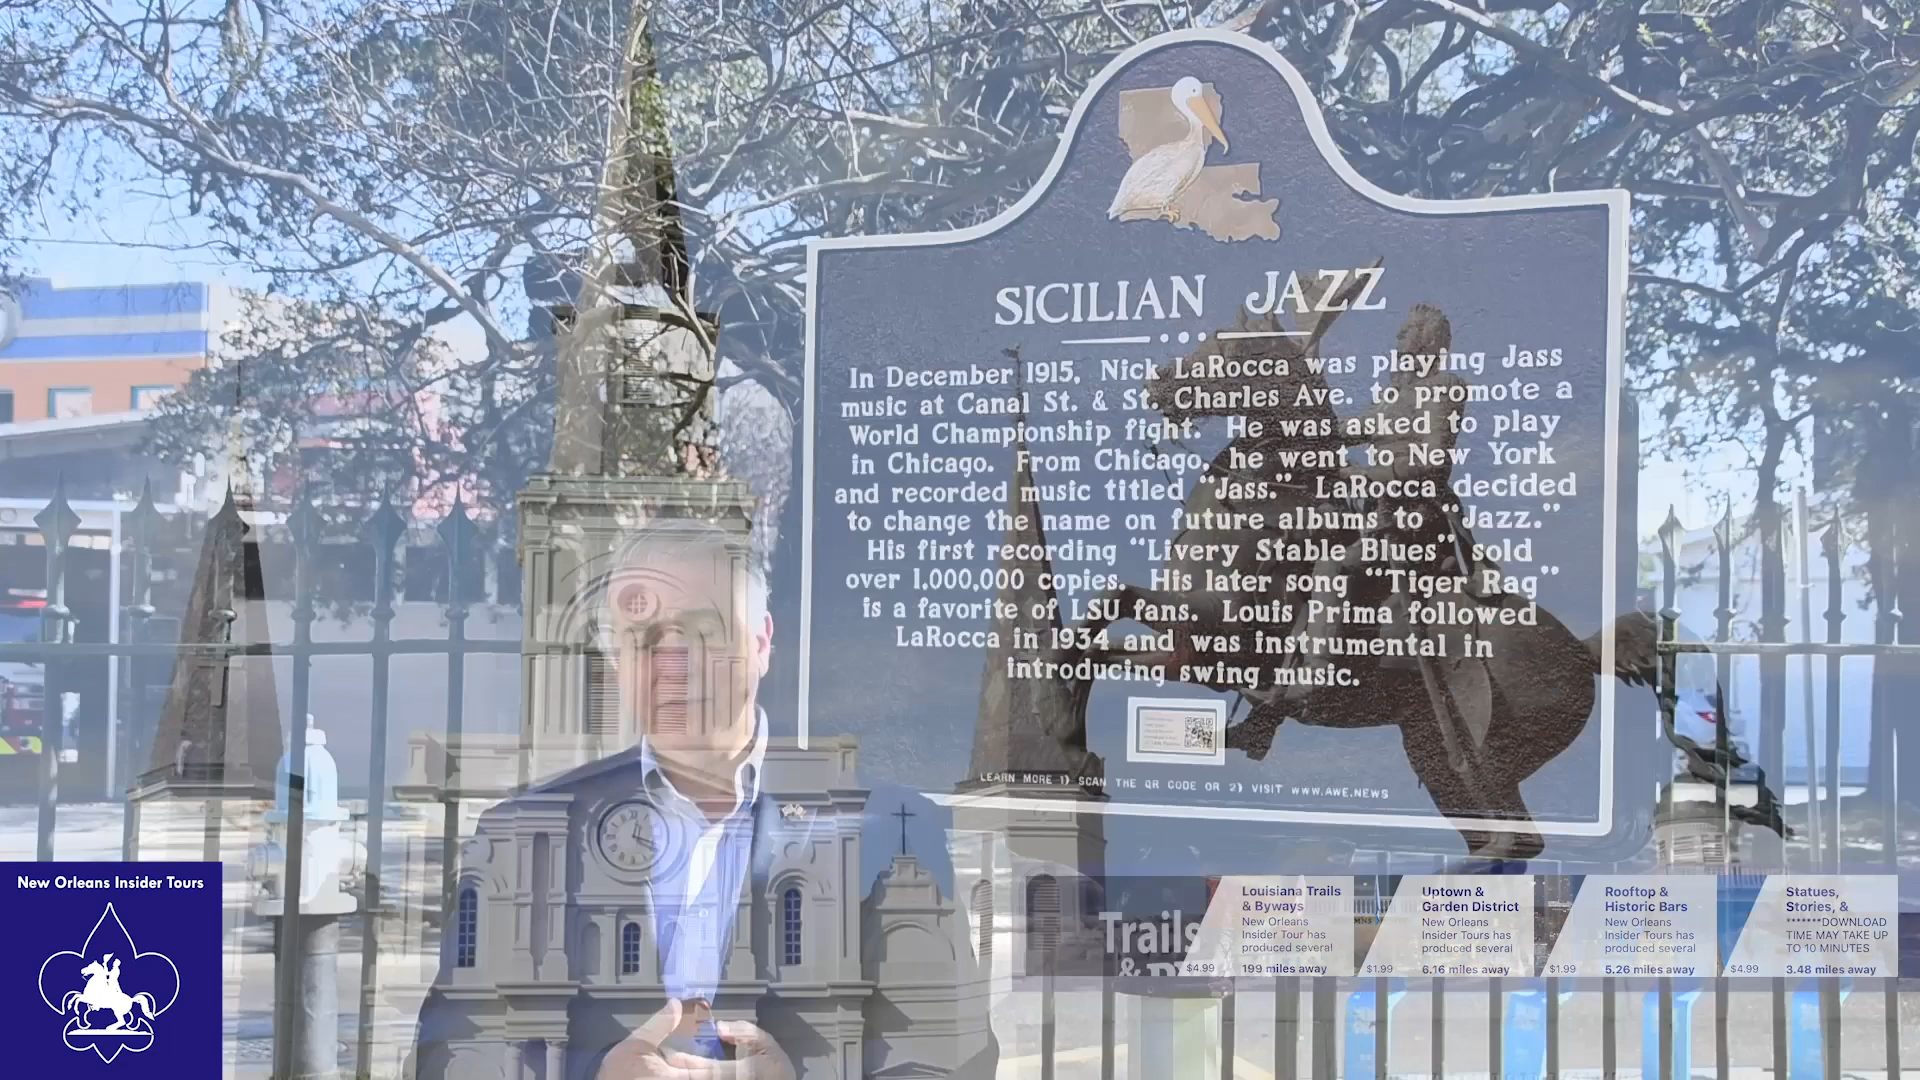 SICILIAN JAZZ
In December 1915, Nick LaRocca was playing Jass
music at Canal St. & St. Charles Ave. to promote a
World Championship fight. He was asked to play
in Chicago. From Chicago, he went to New York
and recorded music titled “Jass.” LaRocca decided
to change the name on future albums to “Jazz.”
His first recording “Livery Stable Blues” sold
over 1,000,000 copies. His later song “Tiger Rag”
is a favorite of LSU fans. Louis Prima followed
LaRocca in 1934 and was instrumental in
introducing swing music.
LEARN MORE 1) SCAN THE QR CODE OR 2) VISIT WWW.AWE.NEWS
New Orleans Insider Tours
Trails
&
$4.99
Louisiana Trails
& Byways
New Orleans
Insider Tour has
produced several
199 miles away
$1.99
Uptown &
Garden District
New Orleans
Insider Tours has
produced several
6.16 miles away
$1.99
Rooftop &
Historic Bars
New Orleans
Insider Tours has
produced several
5.26 miles away
$4.99
Statues,
Stories, &
*******DOWNLOAD
TIME MAY TAKE UP
TO 10 MINUTES
3.48 miles away